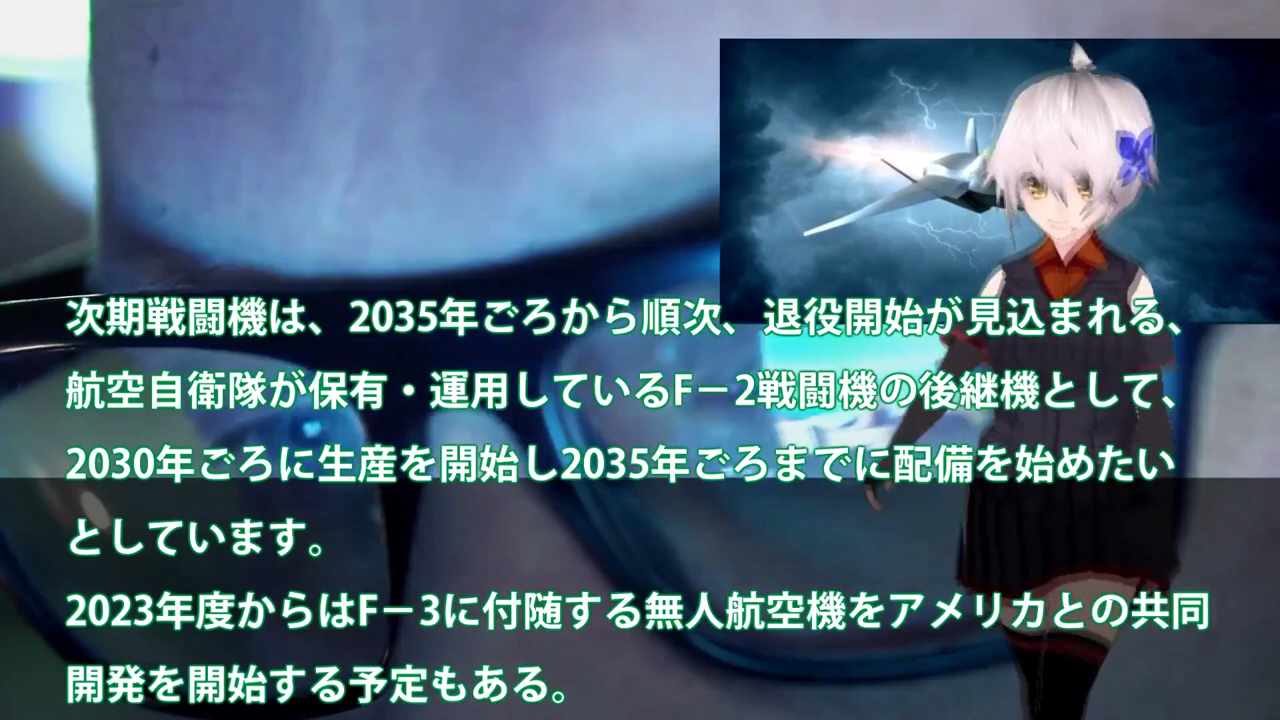 次期戦闘機は、2035年ごろから順次、退役開始が見込まれる、
航空自衛隊が保有・運用しているF－2戦闘機の後継機として、
2030年ごろに生産を開始し2035年ごろまでに配備を始めたい
としています。
2023年度からはF－3に付随する無人航空機をアメリカとの共同
開発を開始する予定もある。